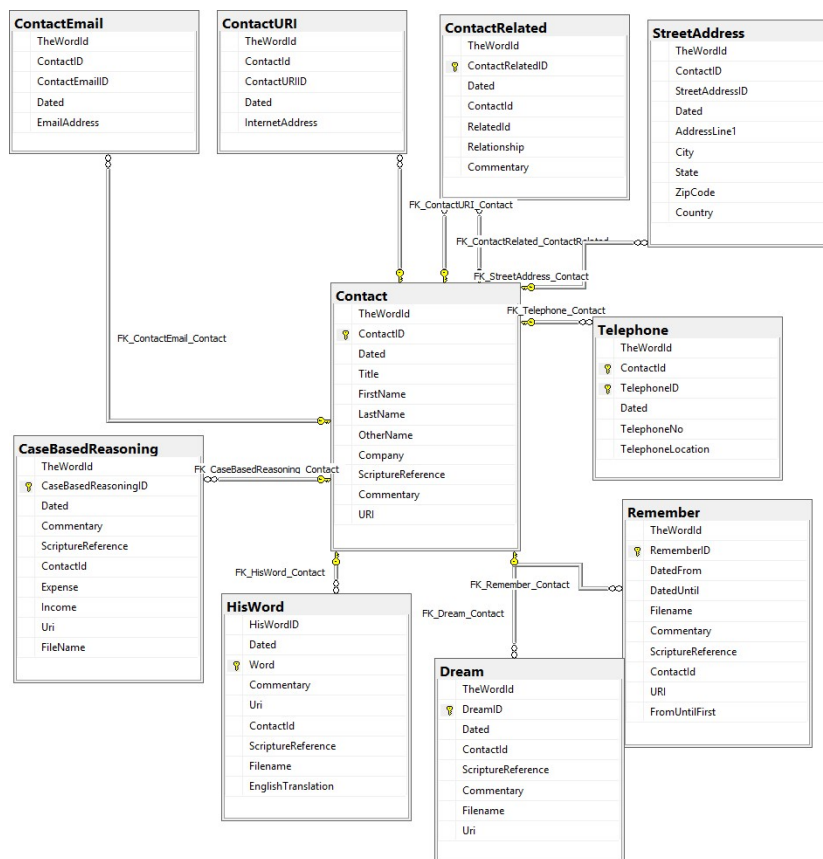 ContactEmail
TheWordId
ContactID
ContactEmailID
Dated
EmailAddress
ContactURI
TheWordId
ContactId
ContactURIID
Dated
InternetAddress
ContactRelated
TheWordId
ContactRelatedID
Dated
ContactId
RelatedId
Relationship
Commentary
StreetAddress
TheWordId
ContactID
StreetAddressID
Dated
AddressLine1
City
State
ZipCode
Country
FK_ContactURI_Contact
FK_ContactRelated_ContactRelated
FK_StreetAddress_Contact
FK_Telephone_Contact
FK_ContactEmail_Contact
Contact
TheWordId
ContactID
Dated
Title
FirstName
LastName
OtherName
Company
ScriptureReference
Commentary
URI
Telephone
TheWordId
ContactId
TelephoneID
Dated
TelephoneNo
TelephoneLocation
CaseBasedReasoning
TheWordId
CaseBasedReasoningID
Dated
Commentary
ScriptureReference
ContactId
Expense
Income
Uri
FileName
FK_CaseBasedReasoning_Contact
FK_HisWord_Contact
FK_Remember_Contact
FK_Dream_Contact
HisWord
HisWordID
Dated
Word
Commentary
Uri
ContactId
ScriptureReference
Filename
EnglishTranslation
Dream
TheWordId
DreamID
Dated
ContactId
ScriptureReference
Commentary
Filename
Uri
Remember
TheWordId
RememberID
DatedFrom
DatedUntil
Filename
Commentary
ScriptureReference
ContactId
URI
FromUntilFirst